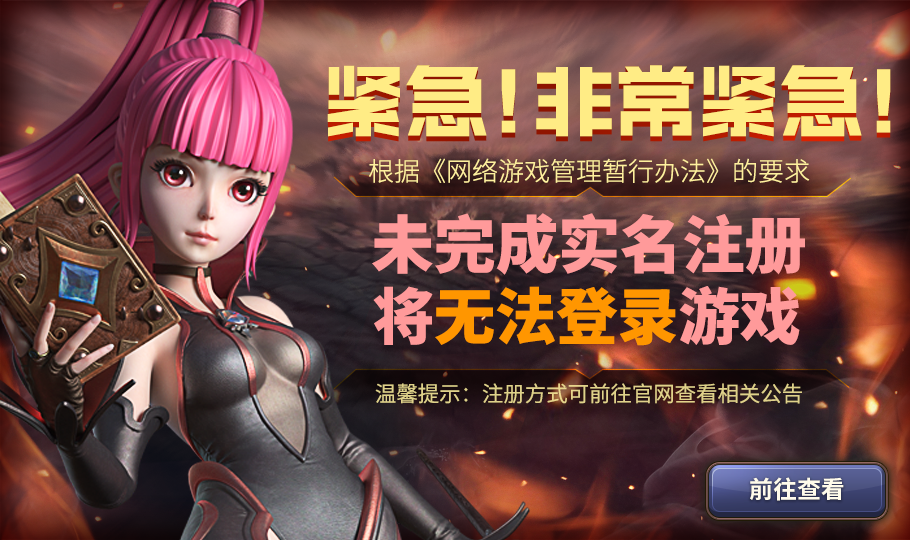 紧急！非常紧急！
根据《网络游戏管理暂行办法》的要求
未完成实名注册
将无法登录游戏
温馨提示：注册方式可前往官网查看相关公告
前往查看